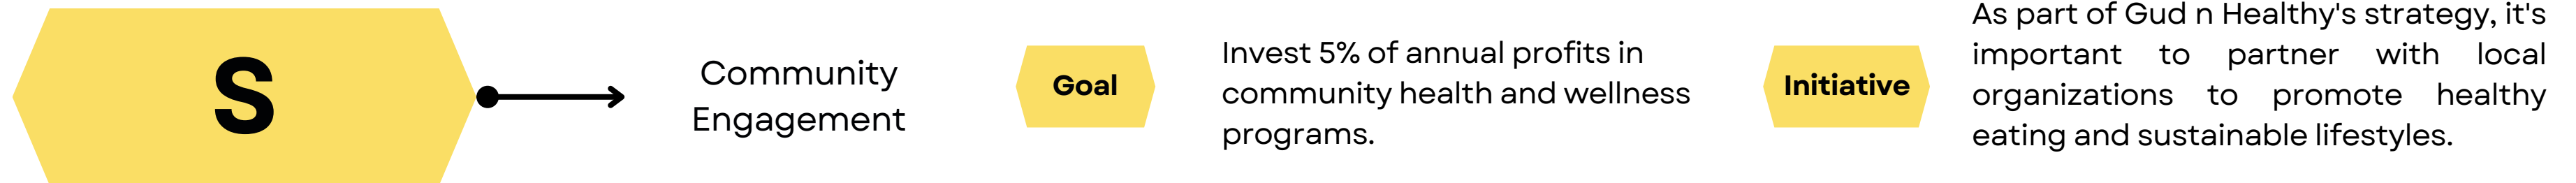 S
Community
Engagement
Goal
Invest 5% of annual profits in
community health and wellness
programs.
Initiative
As part of Gud n Healthy's strategy, it's
important to partner with local
organizations to promote healthy
eating and sustainable lifestyles.